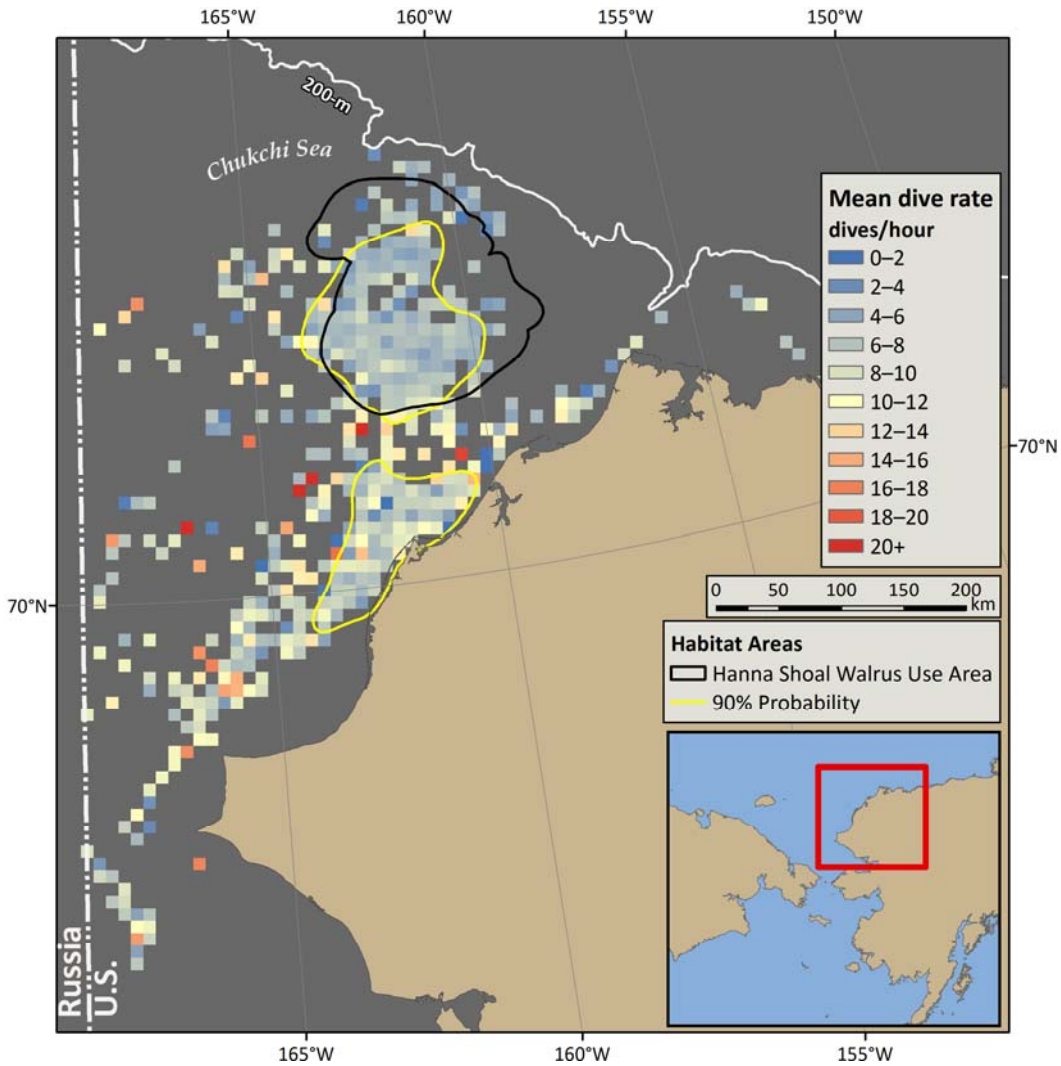 165°W 160°W 155°W 150°W
200-m
Chukchi Sea
Mean dive rate
dives/hour
0–2
2–4
4–6
6–8
8–10
10–12
12–14
14–16
16–18
18–20
20+
70°N
0 50 100 150 200
km
70°N
Habitat Areas
Hanna Shoal Walrus Use Area
90% Probability
Russia
U.S.
165°W 160°W 155°W